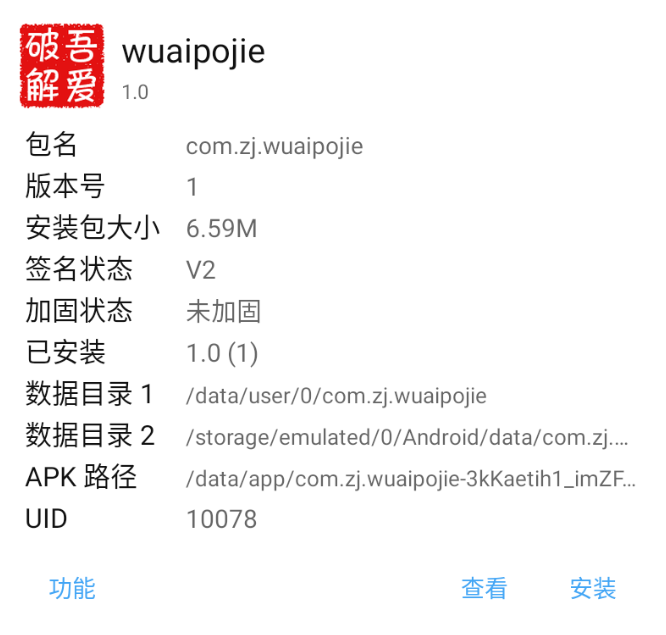 破吾
解爱
wuaipojie
1.0
包名 com.zj.wuaipojie
版本号 1
安装包大小 6.59M
签名状态 V2
加固状态 未加固
已安装 1.0 (1)
数据目录 1 /data/user/0/com.zj.wuaipojie
数据目录 2 /storage/emulated/0/Android/data/com.zj....
APK 路径 /data/app/com.zj.wuaipojie-3kKaetih1_imZF...
UID 10078
功能 查看 安装